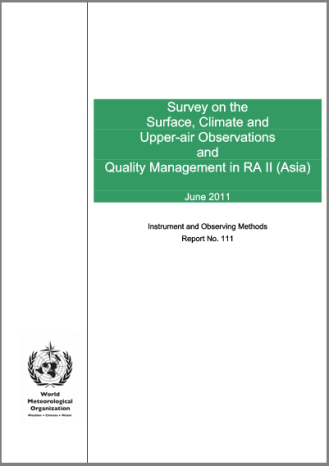 Survey on the
Surface, Climate and
Upper-air Observations
and
Quality Management in RA II (Asia)
June 2011
Instrument and Observing Methods
Report No. 111
World
Meteorological
Organization
Weather • Climate • Water